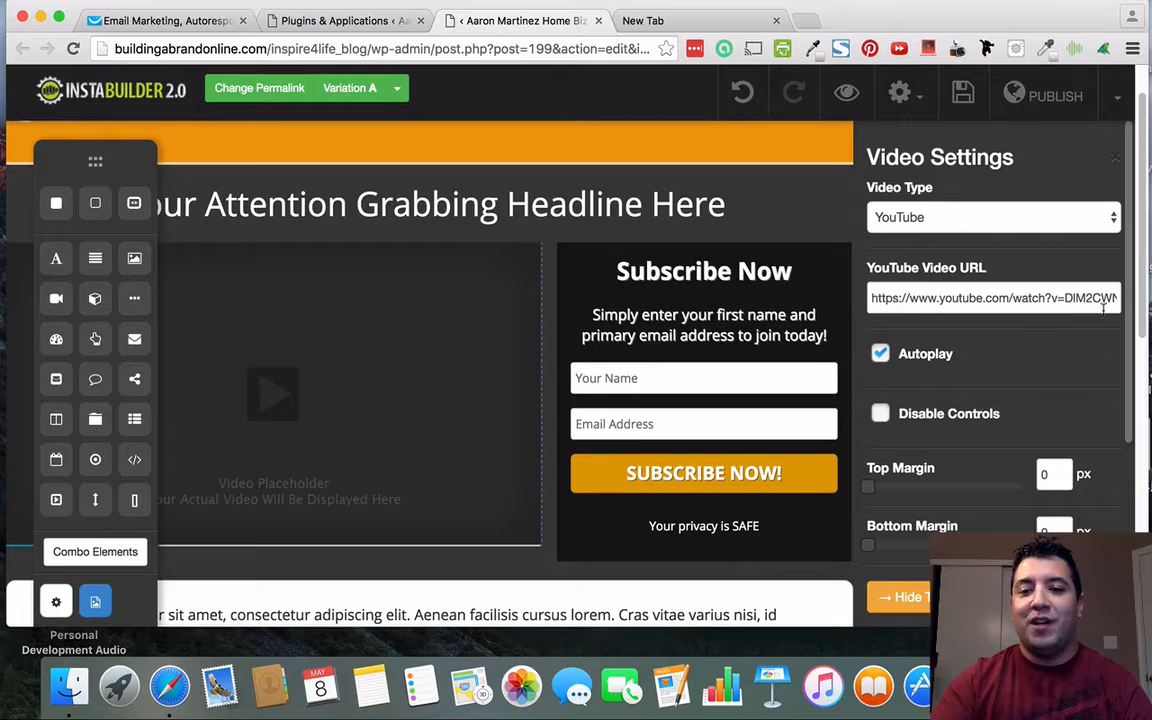 Email Marketing, Autorespo
Plugins & Applications ‹ Aa
‹ Aaron Martinez Home Biz
New Tab
buildingabrandonline.com/inspire4life_blog/wp-admin/post.php?post=199&action=edit&i...
INSTABUILDER 2.0
Change Permalink
Variation A
PUBLISH
our Attention Grabbing Headline Here
Video Placeholder
our Actual Video Will Be Displayed Here
Subscribe Now
Simply enter your first name and
primary email address to join today!
Your Name
Email Address
SUBSCRIBE NOW!
Your privacy is SAFE
Combo Elements
r sit amet, consectetur adipiscing elit. Aenean facilisis cursus lorem. Cras vitae varius nisi, id
Video Settings
Video Type
YouTube
YouTube Video URL
https://www.youtube.com/watch?v=DlM2CWN
Autoplay
Disable Controls
Top Margin
0 px
Bottom Margin
→ Hide T
Personal
Development Audio
MAY
8